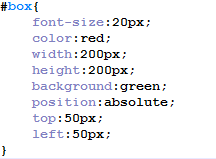 #box{
font-size:20px;
color:red;
width:200px;
height:200px;
background:green;
position:absolute;
top:50px;
left:50px;
}